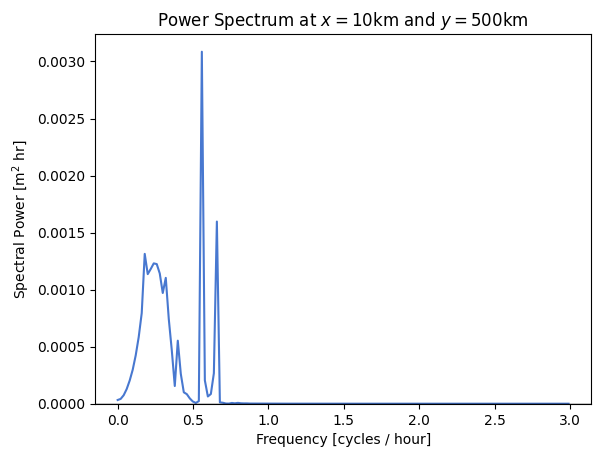 Power Spectrum at x = 10km and y = 500km
Spectral Power [m² hr]
0.0030
0.0025
0.0020
0.0015
0.0010
0.0005
0.0000
0.0 0.5 1.0 1.5 2.0 2.5 3.0
Frequency [cycles / hour]